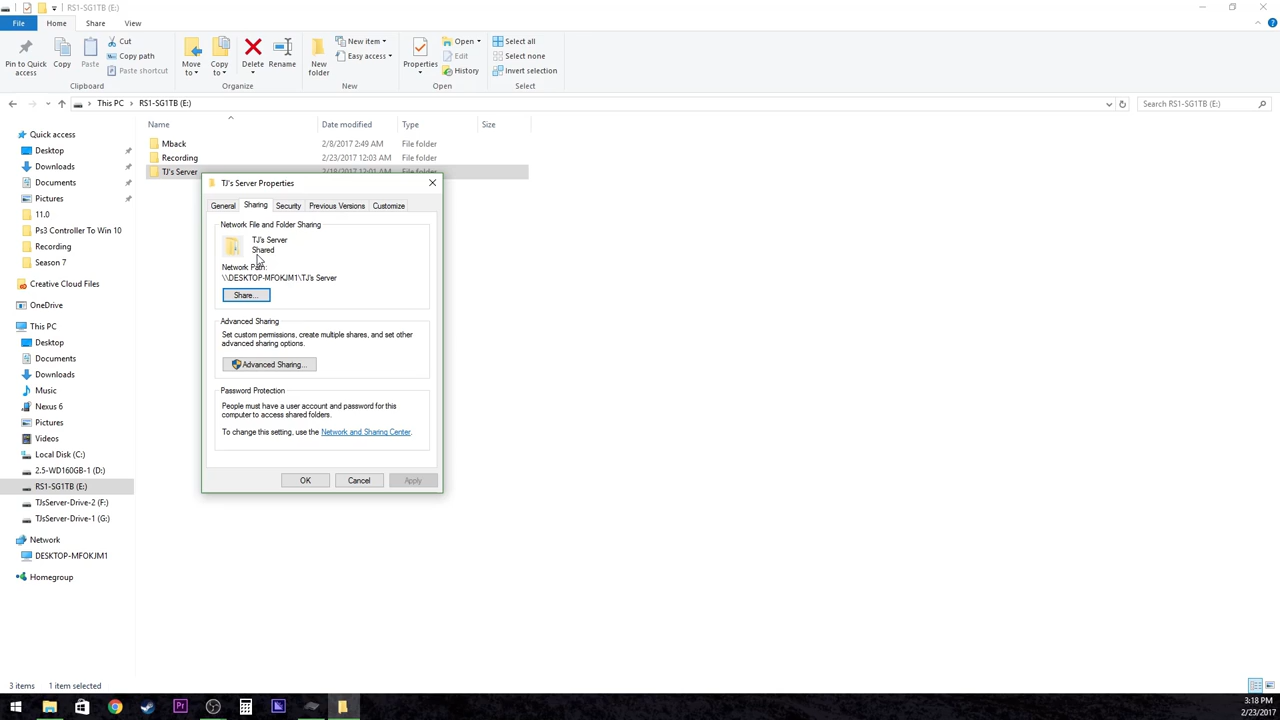 RS1-SG1TB (E:)
File
Home
Share
View
Pin to Quick access
Copy
Paste
Cut
Copy path
Paste shortcut
Clipboard
Move to
Copy to
Delete
Rename
Organize
New folder
New item
Easy access
New
Properties
Open
Edit
History
Open
Select all
Select none
Invert selection
Select
This PC
RS1-SG1TB (E:)
Search RS1-SG1TB (E:)
Name
Date modified
Type
Size
Mback 2/8/2017 2:49 AM File folder
Recording 2/23/2017 12:03 AM File folder
TJ's Server 2/18/2017 12:01 AM File folder
Quick access
Desktop
Downloads
Documents
Pictures
11.0
Ps3 Controller To Win 10
Recording
Season 7
Creative Cloud Files
OneDrive
This PC
Desktop
Documents
Downloads
Music
Nexus 6
Pictures
Videos
Local Disk (C:)
2.5-WD160GB-1 (D:)
RS1-SG1TB (E:)
TJsServer-Drive-2 (F:)
TJsServer-Drive-1 (G:)
Network
DESKTOP-MFOKJM1
Homegroup
TJ's Server Properties
General
Sharing
Security
Previous Versions
Customize
Network File and Folder Sharing
TJ's Server
Shared
Network Path:
\\DESKTOP-MFOKJM1\TJ's Server
Share...
Advanced Sharing
Set custom permissions, create multiple shares, and set other
advanced sharing options.
Advanced Sharing...
Password Protection
People must have a user account and password for this
computer to access shared folders.
To change this setting, use the Network and Sharing Center.
OK
Cancel
Apply
3 items
1 item selected
Pr
3:18 PM
2/23/2017